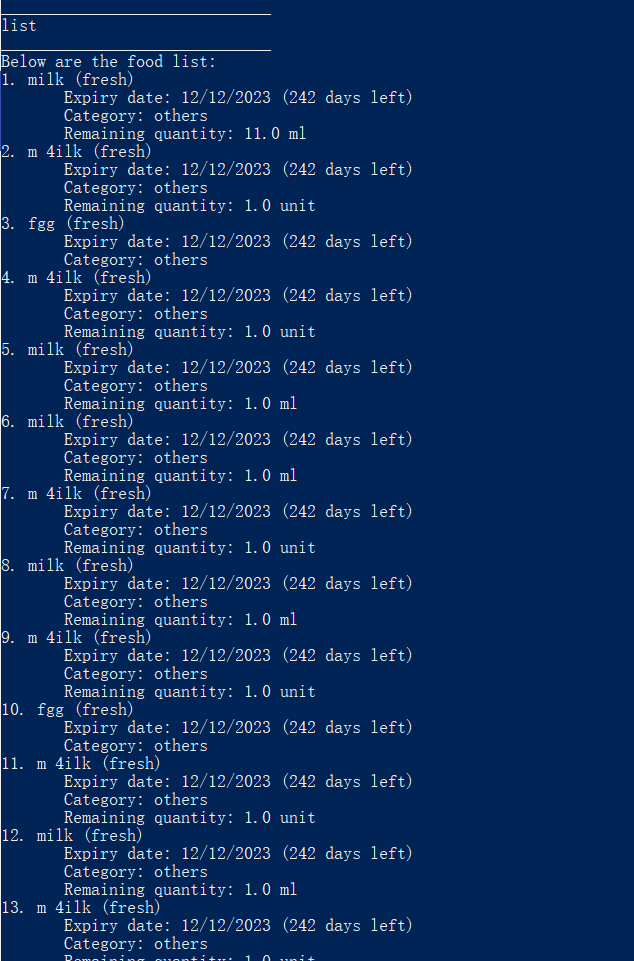 list
Below are the food list:
1. milk (fresh)
Expiry date: 12/12/2023 (242 days left)
Category: others
Remaining quantity: 11.0 ml
2. m 4ilk (fresh)
Expiry date: 12/12/2023 (242 days left)
Category: others
Remaining quantity: 1.0 unit
3. fgg (fresh)
Expiry date: 12/12/2023 (242 days left)
Category: others
4. m 4ilk (fresh)
Expiry date: 12/12/2023 (242 days left)
Category: others
Remaining quantity: 1.0 unit
5. milk (fresh)
Expiry date: 12/12/2023 (242 days left)
Category: others
Remaining quantity: 1.0 ml
6. milk (fresh)
Expiry date: 12/12/2023 (242 days left)
Category: others
Remaining quantity: 1.0 ml
7. m 4ilk (fresh)
Expiry date: 12/12/2023 (242 days left)
Category: others
Remaining quantity: 1.0 unit
8. milk (fresh)
Expiry date: 12/12/2023 (242 days left)
Category: others
Remaining quantity: 1.0 ml
9. m 4ilk (fresh)
Expiry date: 12/12/2023 (242 days left)
Category: others
Remaining quantity: 1.0 unit
10. fgg (fresh)
Expiry date: 12/12/2023 (242 days left)
Category: others
11. m 4ilk (fresh)
Expiry date: 12/12/2023 (242 days left)
Category: others
Remaining quantity: 1.0 unit
12. milk (fresh)
Expiry date: 12/12/2023 (242 days left)
Category: others
Remaining quantity: 1.0 ml
13. m 4ilk (fresh)
Expiry date: 12/12/2023 (242 days left)
Category: others
Remaining quantity: 1.0 unit